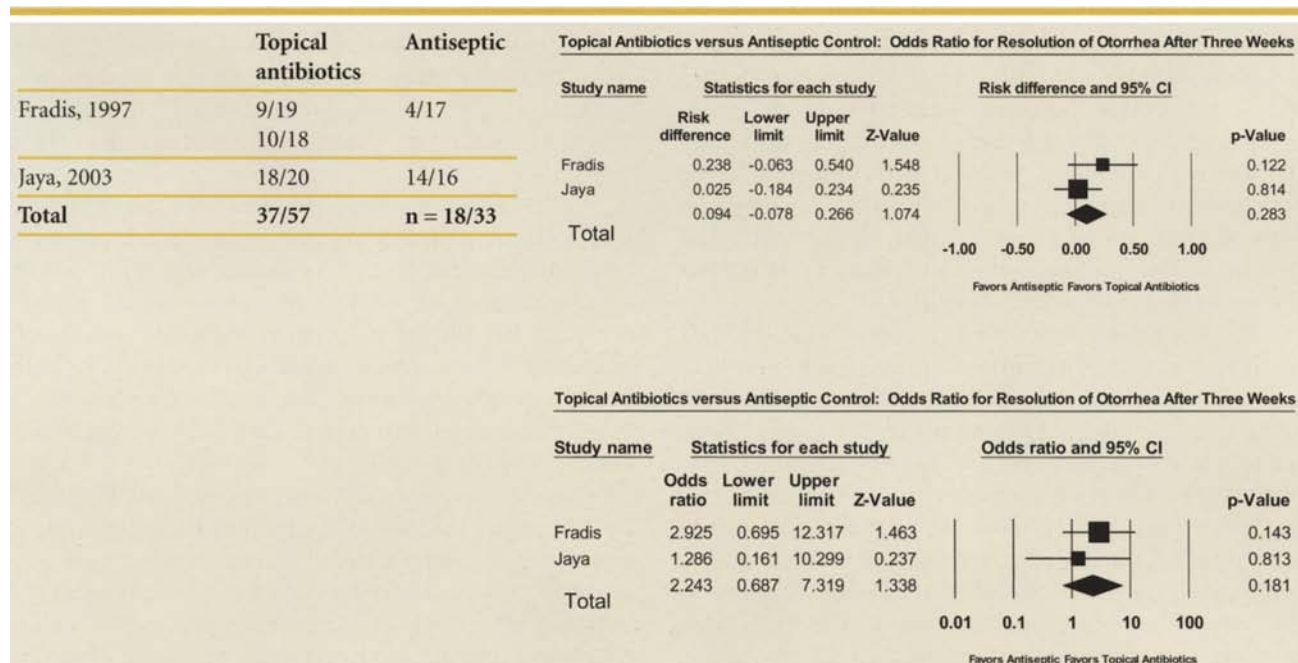 Topical Antiseptic
antibiotics
Fradis, 1997 9/19 4/17
10/18
Jaya, 2003 18/20 14/16
Total 37/57 n = 18/33
Topical Antibiotics versus Antiseptic Control: Odds Ratio for Resolution of Otorrhea After Three Weeks
Study name Statistics for each study Risk difference and 95% CI
Risk Lower Upper
difference limit limit Z-Value p-Value
Fradis 0.238 -0.063 0.540 1.548 0.122
Jaya 0.025 -0.184 0.234 0.235 0.814
0.094 -0.078 0.266 1.074 0.283
Total
-1.00 -0.50 0.00 0.50 1.00
Favors Antiseptic Favors Topical Antibiotics
Topical Antibiotics versus Antiseptic Control: Odds Ratio for Resolution of Otorrhea After Three Weeks
Study name Statistics for each study Odds ratio and 95% CI
Odds Lower Upper
ratio limit limit Z-Value p-Value
Fradis 2.925 0.695 12.317 1.463 0.143
Jaya 1.286 0.161 10.299 0.237 0.813
2.243 0.687 7.319 1.338 0.181
Total
0.01 0.1 1 10 100
Favors Antiseptic Favors Topical Antibiotics